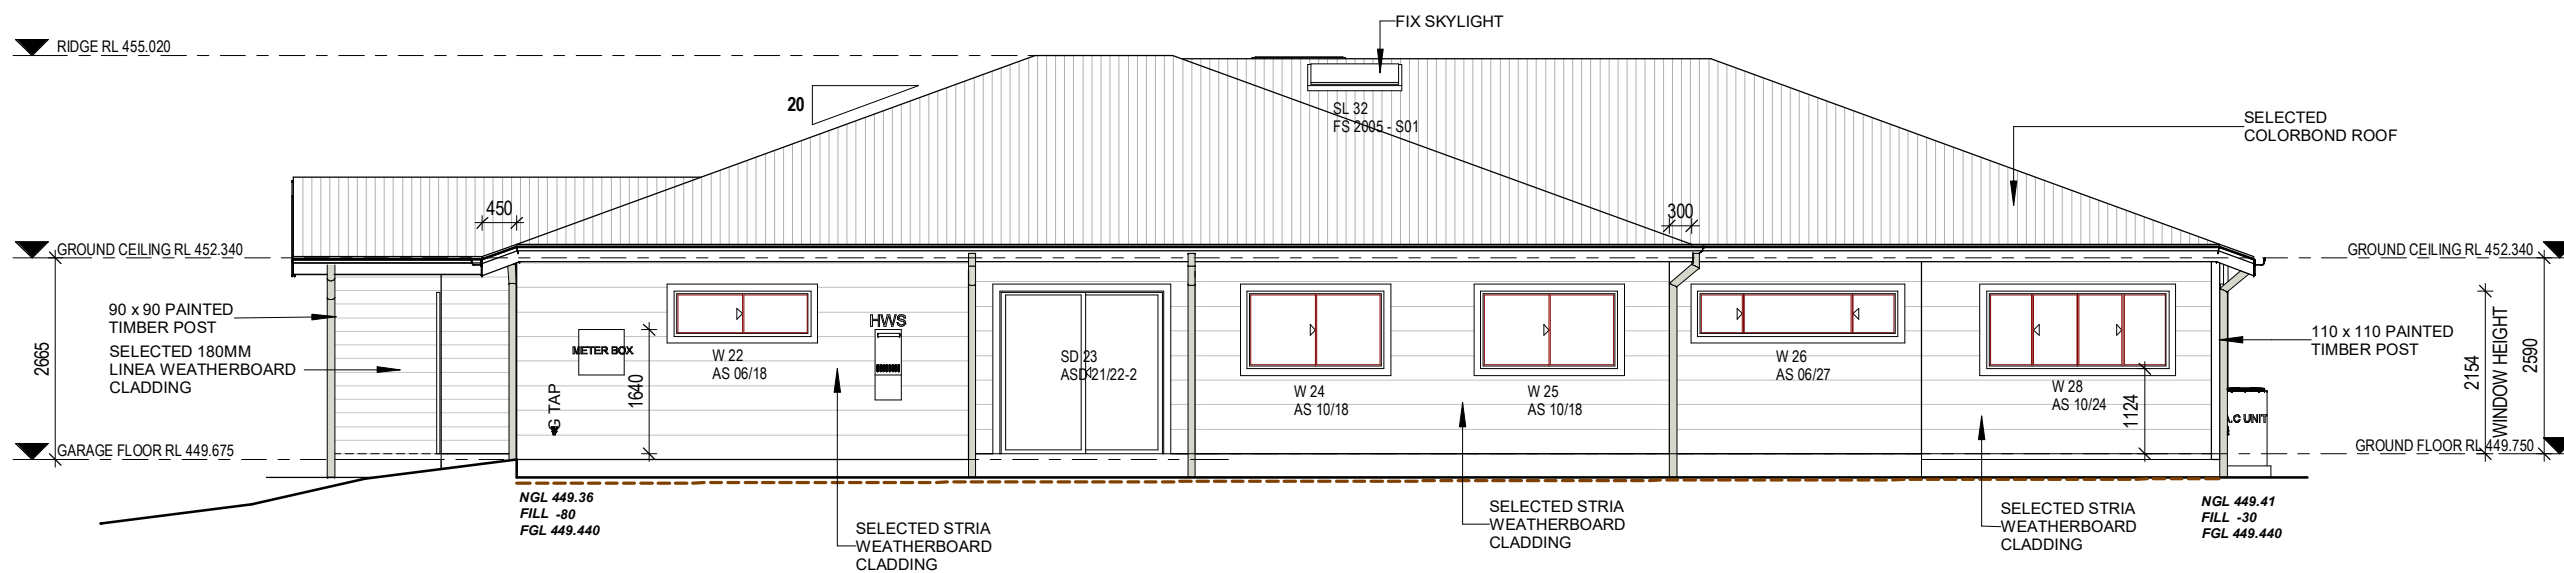 FIX SKYLIGHT
RIDGE RL 455.020
20
SL 32
FS 2005 - S01
SELECTED
COLORBOND ROOF
450
300
GROUND CEILING RL 452.340
GROUND CEILING RL 452.340
90 x 90 PAINTED
TIMBER POST
SELECTED 180MM
LINEA WEATHERBOARD
CLADDING
2665
METER BOX
G TAP
1640
W 22
AS 06/18
HWS
SD 23
ASD 21/22-2
W 24
AS 10/18
W 25
AS 10/18
W 26
AS 06/27
W 28
AS 10/24
1124
110 x 110 PAINTED
TIMBER POST
2154
WINDOW HEIGHT
2590
A.C UNIT
GARAGE FLOOR RL 449.675
GROUND FLOOR RL 449.750
NGL 449.36
FILL -80
FGL 449.440
SELECTED STRIA
WEATHERBOARD
CLADDING
SELECTED STRIA
WEATHERBOARD
CLADDING
SELECTED STRIA
WEATHERBOARD
CLADDING
NGL 449.41
FILL -30
FGL 449.440